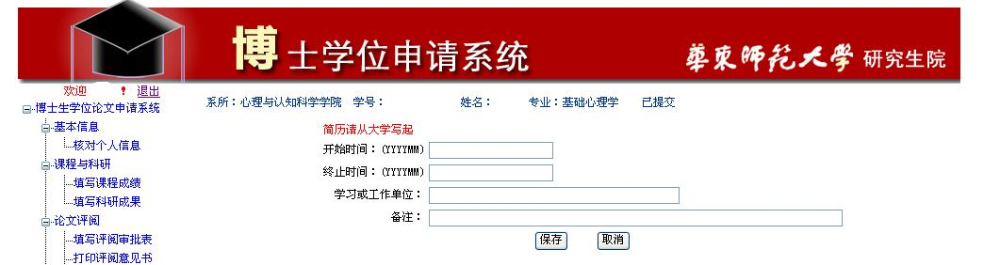 博士学位申请系统
華東師範大學 研究生院
欢迎 ! 退出
系所：心理与认知科学学院 学号： 姓名： 专业：基础心理学 已提交
博士生学位论文申请系统
基本信息
核对个人信息
课程与科研
填写课程成绩
填写科研成果
论文评阅
填写评阅审批表
打印评阅意见书
简历请从大学写起
开始时间：(YYYYMM)
终止时间：(YYYYMM)
学习或工作单位：
备注：
保存 取消